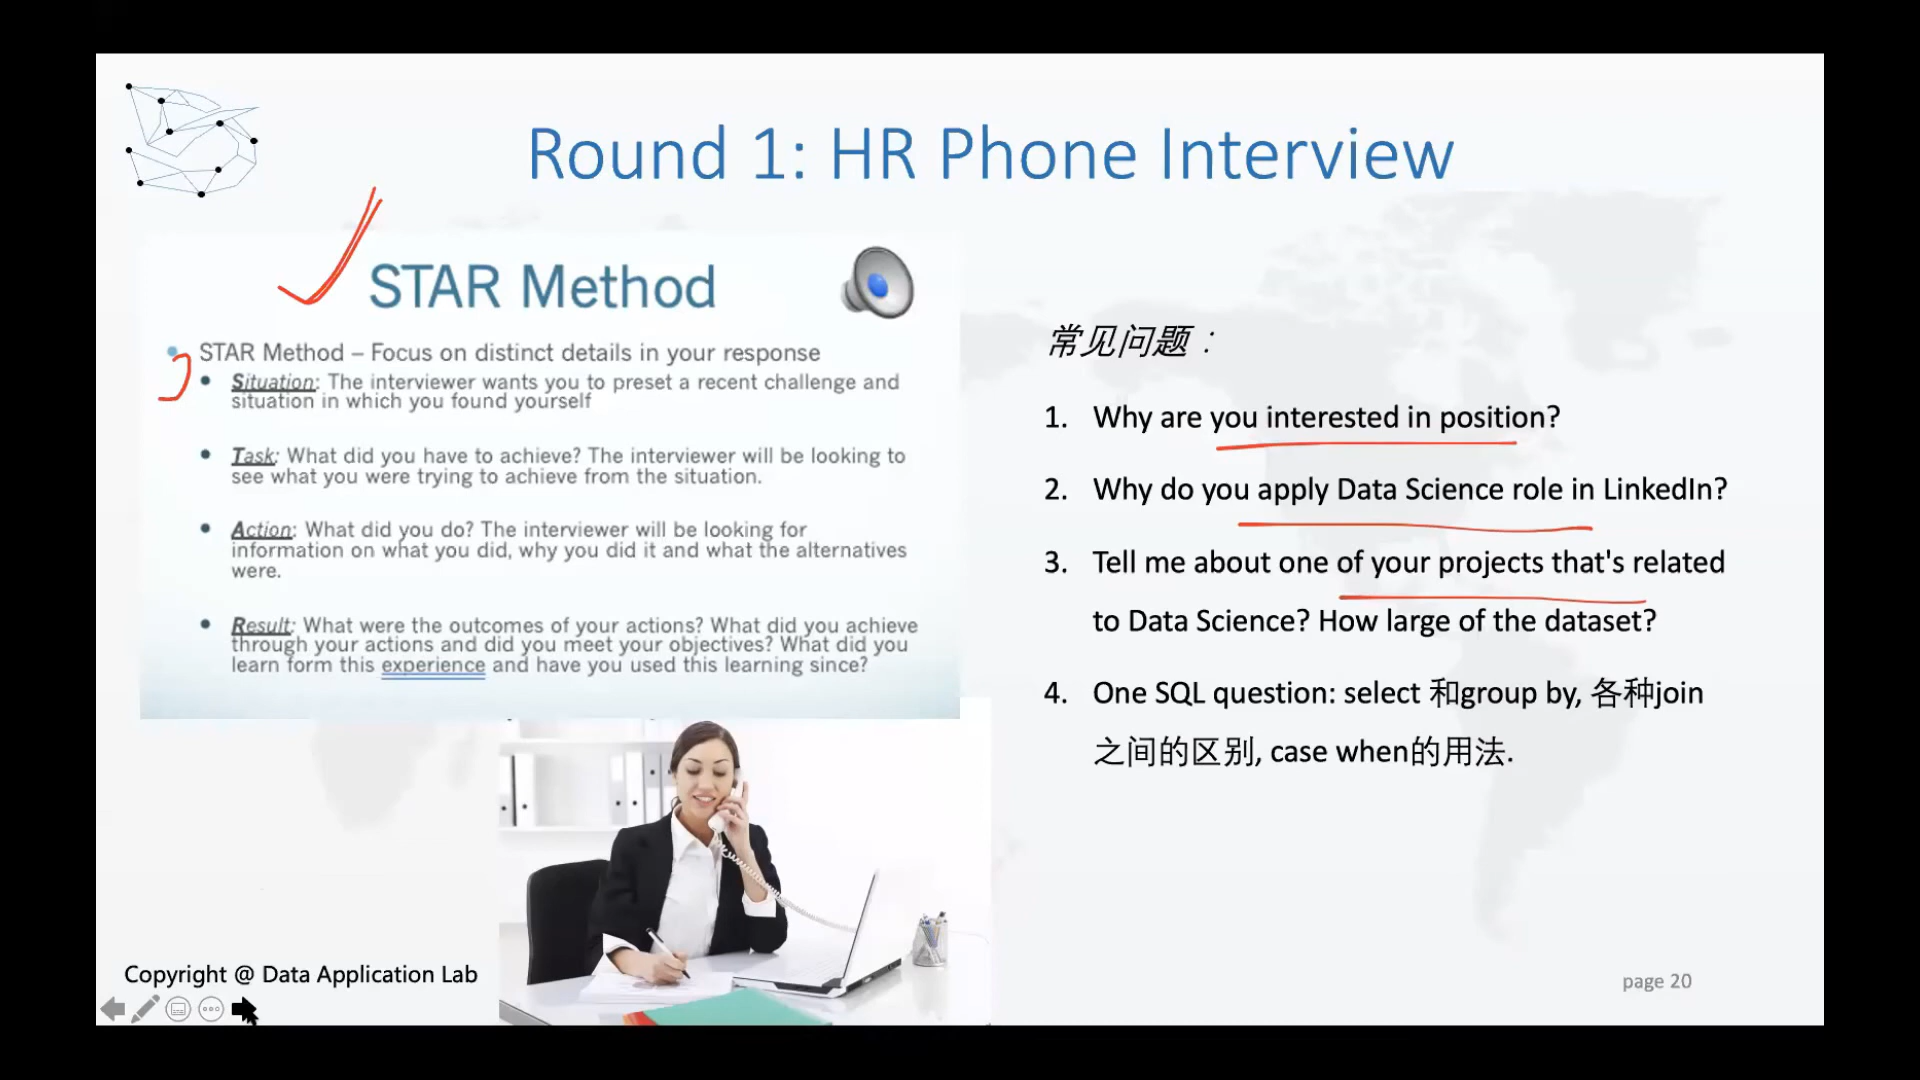 Round 1: HR Phone Interview
STAR Method
STAR Method – Focus on distinct details in your response
Situation: The interviewer wants you to preset a recent challenge and
situation in which you found yourself
Task: What did you have to achieve? The interviewer will be looking to
see what you were trying to achieve from the situation.
Action: What did you do? The interviewer will be looking for
information on what you did, why you did it and what the alternatives
were.
Result: What were the outcomes of your actions? What did you achieve
through your actions and did you meet your objectives? What did you
learn form this experience and have you used this learning since?
常见问题：
1. Why are you interested in position?
2. Why do you apply Data Science role in LinkedIn?
3. Tell me about one of your projects that's related
to Data Science? How large of the dataset?
4. One SQL question: select 和group by, 各种join
之间的区别, case when的用法.
Copyright @ Data Application Lab
page 20